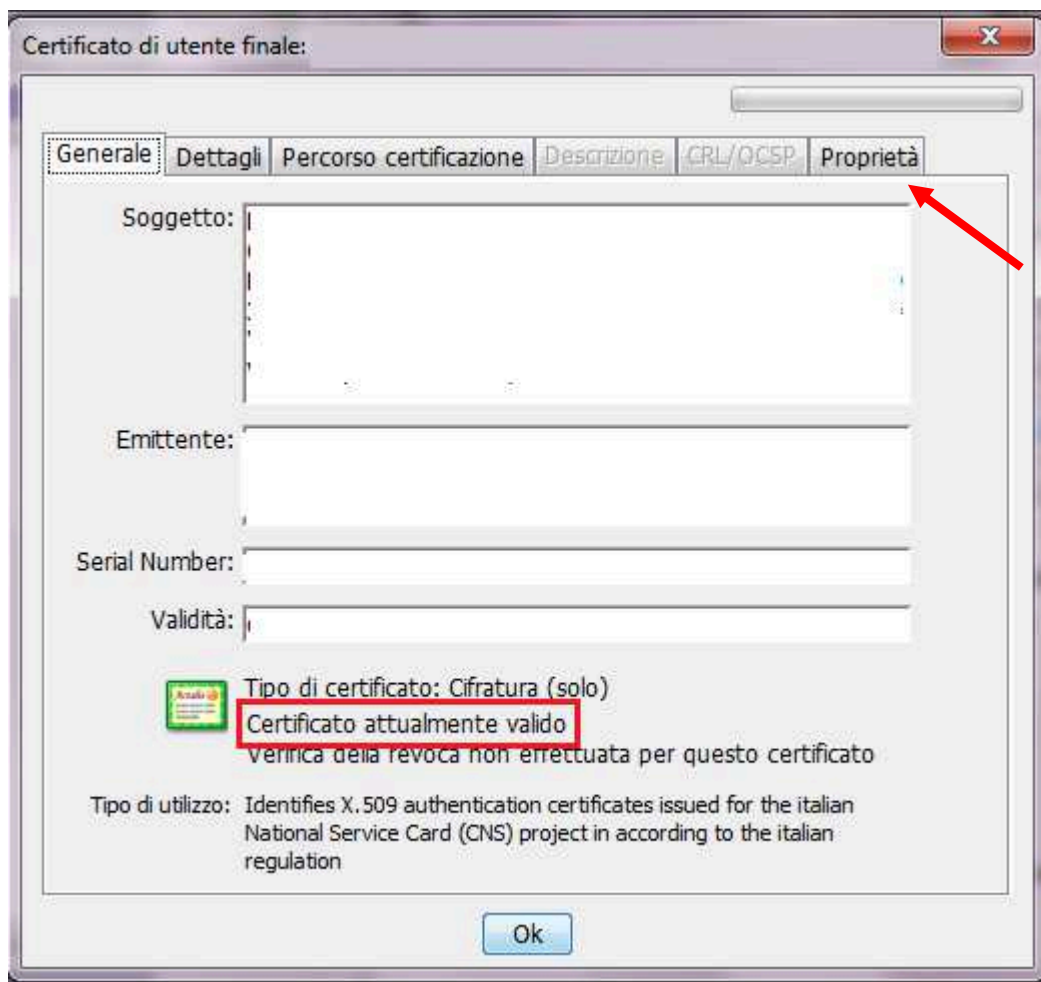 Certificato di utente finale:
Generale Dettagli Percorso certificazione Descrizione CRL/OCSP Proprietà
Soggetto:
Emittente:
Serial Number:
Validità:
Tipo di certificato: Cifratura (solo)
Certificato attualmente valido
Verifica della revoca non effettuata per questo certificato
Tipo di utilizzo: Identifies X.509 authentication certificates issued for the italian
National Service Card (CNS) project in according to the italian
regulation
Ok